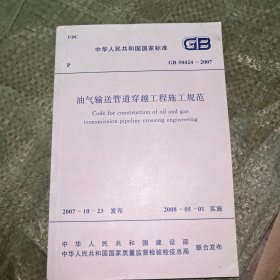 UDC
中华人民共和国国家标准
GB
P
GB 50424-2007
油气输送管道穿越工程施工规范
Code for construction of oil and gas
transmission pipeline crossing engineering
2007-10-23 发布
2008-05-01 实施
中华人民共和国建设部
中华人民共和国国家质量监督检验检疫总局
联合发布